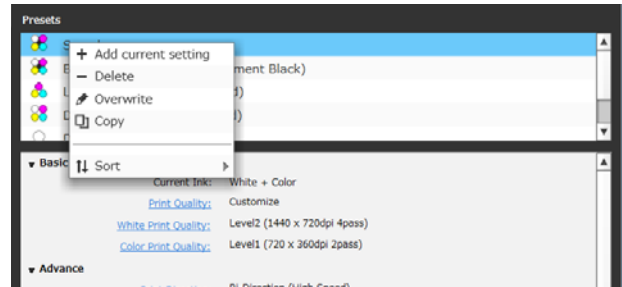 Presets
+ Add current setting
ment Black)
− Delete
d)
Overwrite
d)
Copy
Sort
▼ Basic
Current Ink: White + Color
Print Quality: Customize
White Print Quality: Level2 (1440 x 720dpi 4pass)
Color Print Quality: Level1 (720 x 360dpi 2pass)
▼ Advance